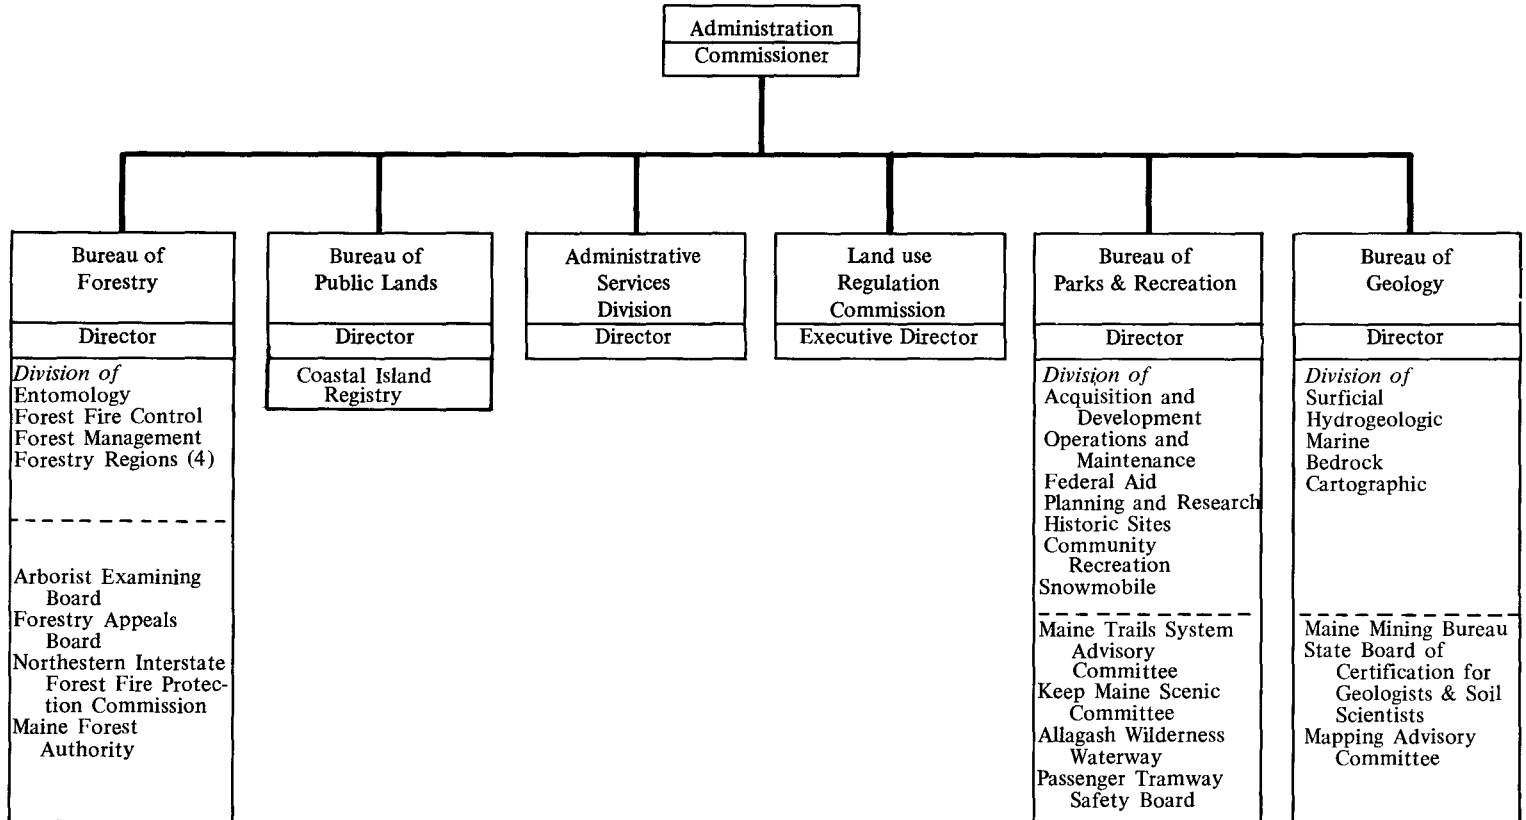 Administration
Commissioner
Bureau of
Forestry
Director
Division of
Entomology
Forest Fire Control
Forest Management
Forestry Regions (4)
Arborist Examining
Board
Forestry Appeals
Board
Northestern Interstate
Forest Fire Protec-
tion Commission
Maine Forest
Authority
Bureau of
Public Lands
Director
Coastal Island
Registry
Administrative
Services
Division
Director
Land use
Regulation
Commission
Executive Director
Bureau of
Parks & Recreation
Director
Division of
Acquisition and
Development
Operations and
Maintenance
Federal Aid
Planning and Research
Historic Sites
Community
Recreation
Snowmobile
Maine Trails System
Advisory
Committee
Keep Maine Scenic
Committee
Allagash Wilderness
Waterway
Passenger Tramway
Safety Board
Bureau of
Geology
Director
Division of
Surficial
Hydrogeologic
Marine
Bedrock
Cartographic
Maine Mining Bureau
State Board of
Certification for
Geologists & Soil
Scientists
Mapping Advisory
Committee